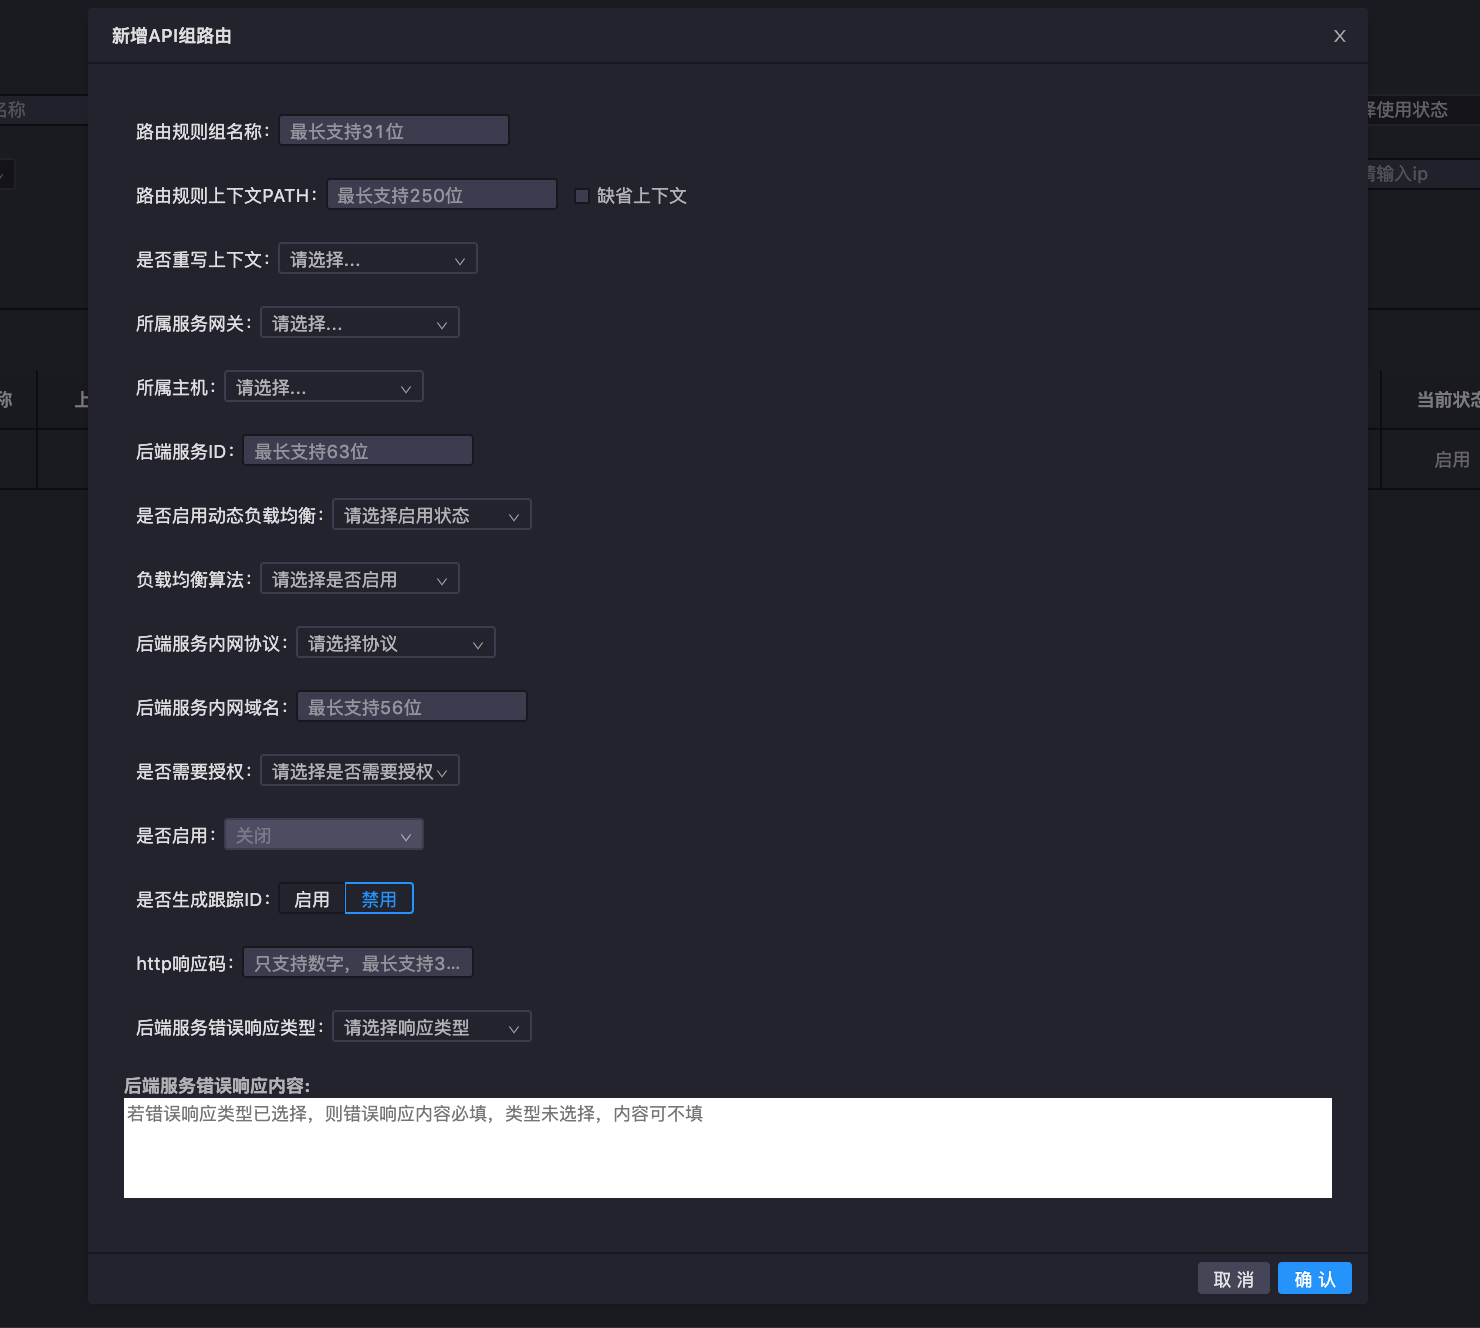 新增API组路由
名称
择使用状态
路由规则组名称： 最长支持31位
路由规则上下文PATH： 最长支持250位 缺省上下文
请输入ip
是否重写上下文： 请选择...
所属服务网关： 请选择...
所属主机： 请选择...
称 上 当前状态
后端服务ID： 最长支持63位
启用
是否启用动态负载均衡： 请选择启用状态
负载均衡算法： 请选择是否启用
后端服务内网协议： 请选择协议
后端服务内网域名： 最长支持56位
是否需要授权： 请选择是否需要授权
是否启用： 关闭
是否生成跟踪ID： 启用 禁用
http响应码： 只支持数字，最长支持3...
后端服务错误响应类型： 请选择响应类型
后端服务错误响应内容:
若错误响应类型已选择，则错误响应内容必填，类型未选择，内容可不填
取 消 确 认